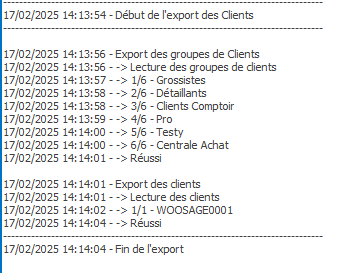 17/02/2025 14:13:54 - Début de l'export des Clients
17/02/2025 14:13:56 - Export des groupes de Clients
17/02/2025 14:13:56 - --> Lecture des groupes de clients
17/02/2025 14:13:57 - --> 1/6 - Grossistes
17/02/2025 14:13:58 - --> 2/6 - Détaillants
17/02/2025 14:13:58 - --> 3/6 - Clients Comptoir
17/02/2025 14:13:59 - --> 4/6 - Pro
17/02/2025 14:14:00 - --> 5/6 - Testy
17/02/2025 14:14:00 - --> 6/6 - Centrale Achat
17/02/2025 14:14:01 - --> Réussi
17/02/2025 14:14:01 - Export des clients
17/02/2025 14:14:01 - --> Lecture des clients
17/02/2025 14:14:02 - --> 1/1 - WOOSAGE0001
17/02/2025 14:14:04 - --> Réussi
17/02/2025 14:14:04 - Fin de l'export